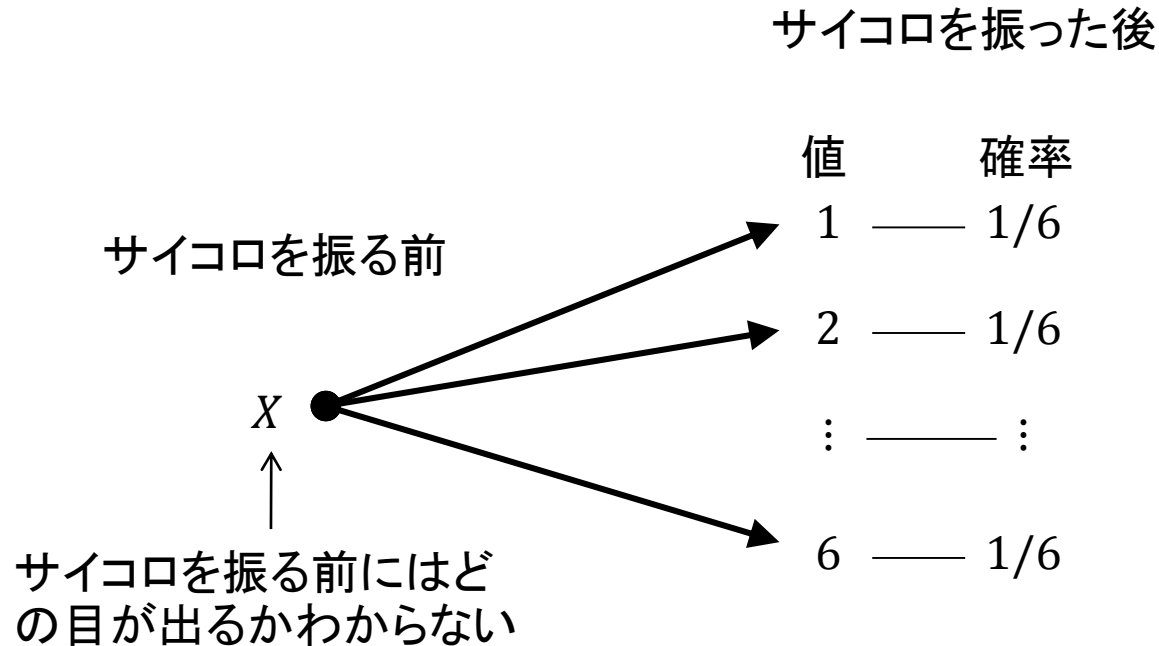 サイコロを振った後
値 確率
1 1/6
サイコロを振る前
2 1/6
X
⋮ ⋮
6 1/6
サイコロを振る前にはど
の目が出るかわからない